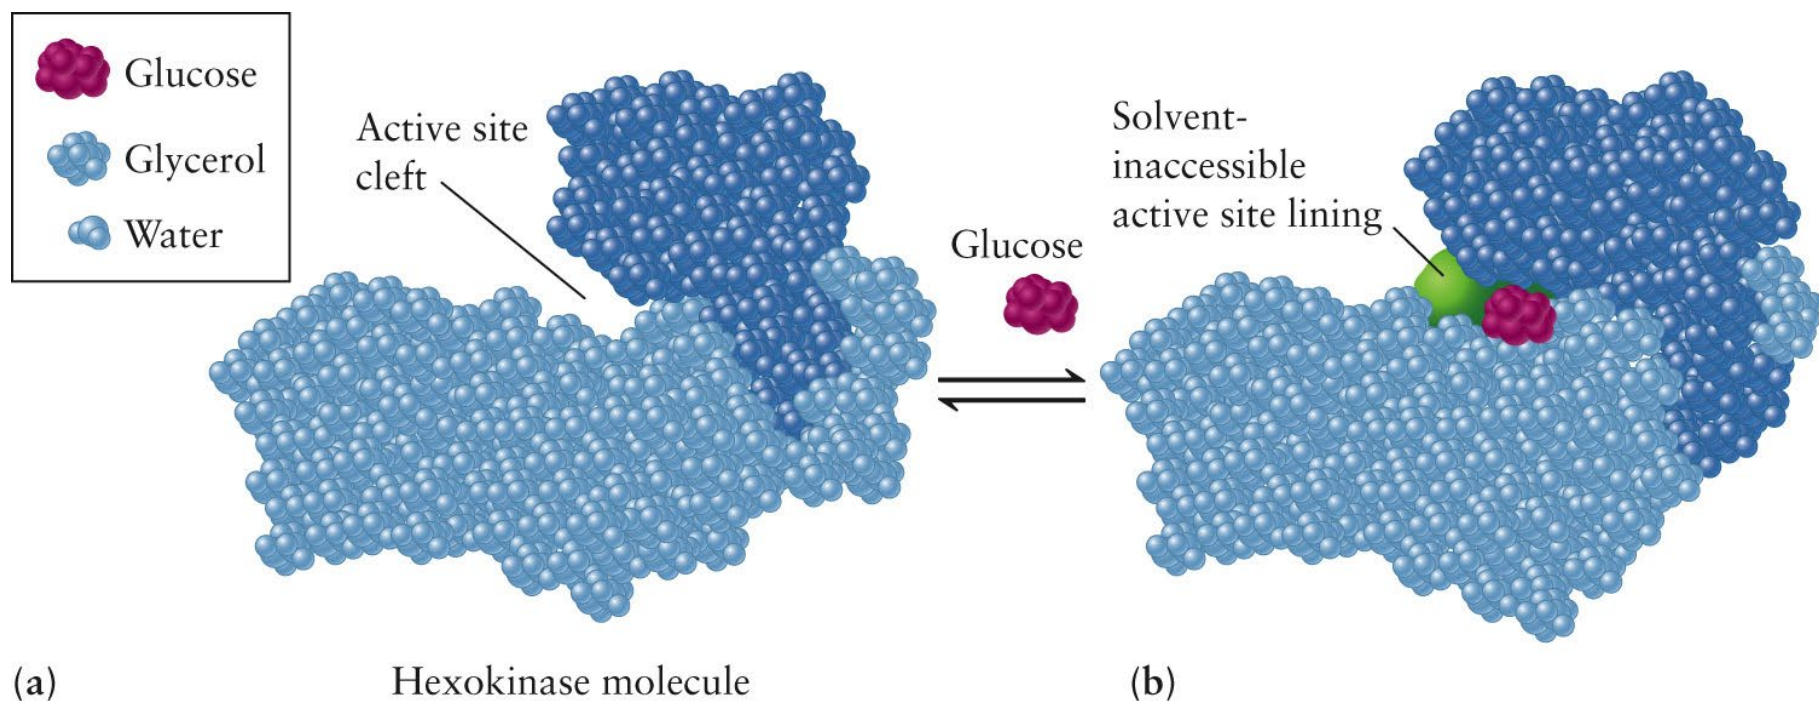 Glucose
Glycerol
Water
Active site
cleft
Glucose
Solvent-
inaccessible
active site lining
(a)
Hexokinase molecule
(b)